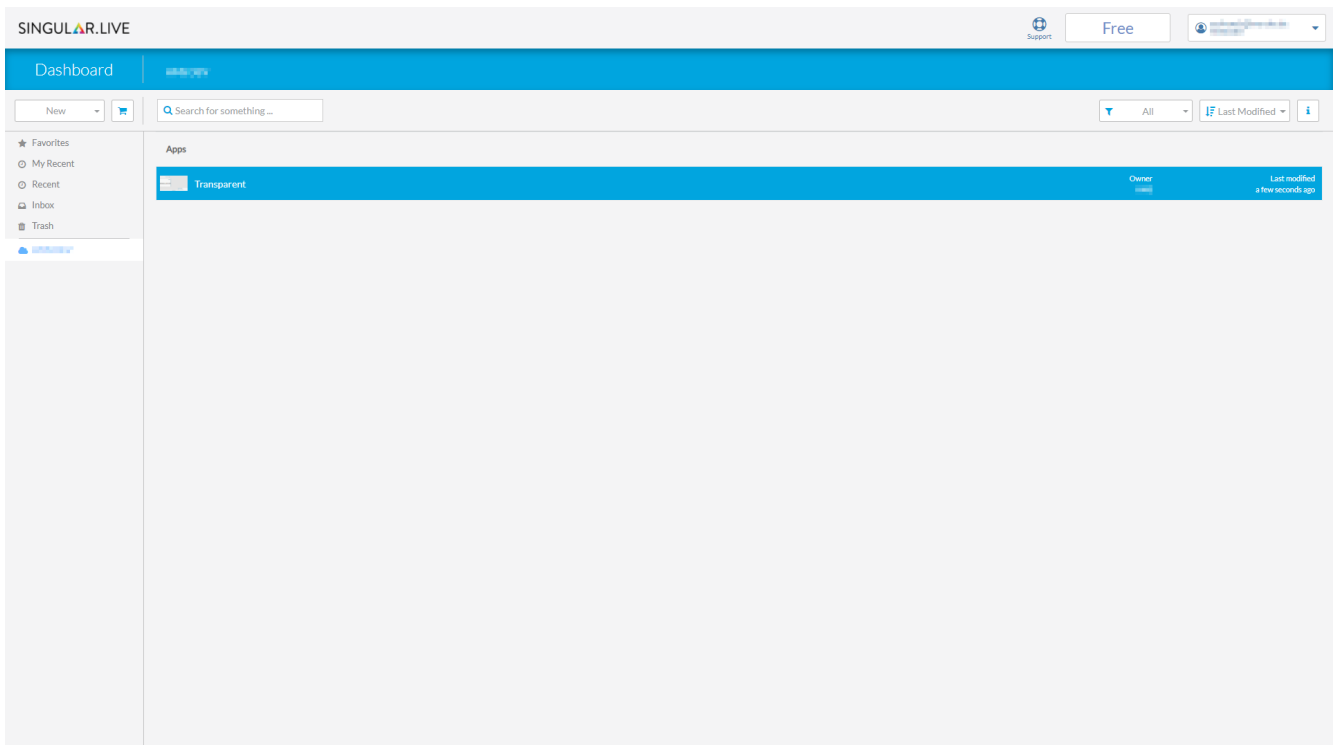 SINGULAR.LIVE
Support
Free
Dashboard
New
Search for something ...
All
Last Modified
i
Favorites
My Recent
Recent
Inbox
Trash
Apps
Transparent
Owner
Last modified
a few seconds ago